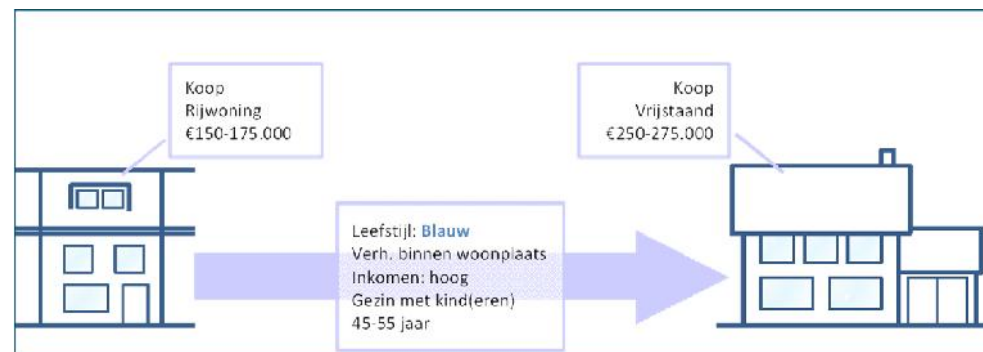 Koop
Rijwoning
€150-175.000
Koop
Vrijstaand
€250-275.000
Leefstijl: Blauw
Verh. binnen woonplaats
Inkomen: hoog
Gezin met kind(eren)
45-55 jaar